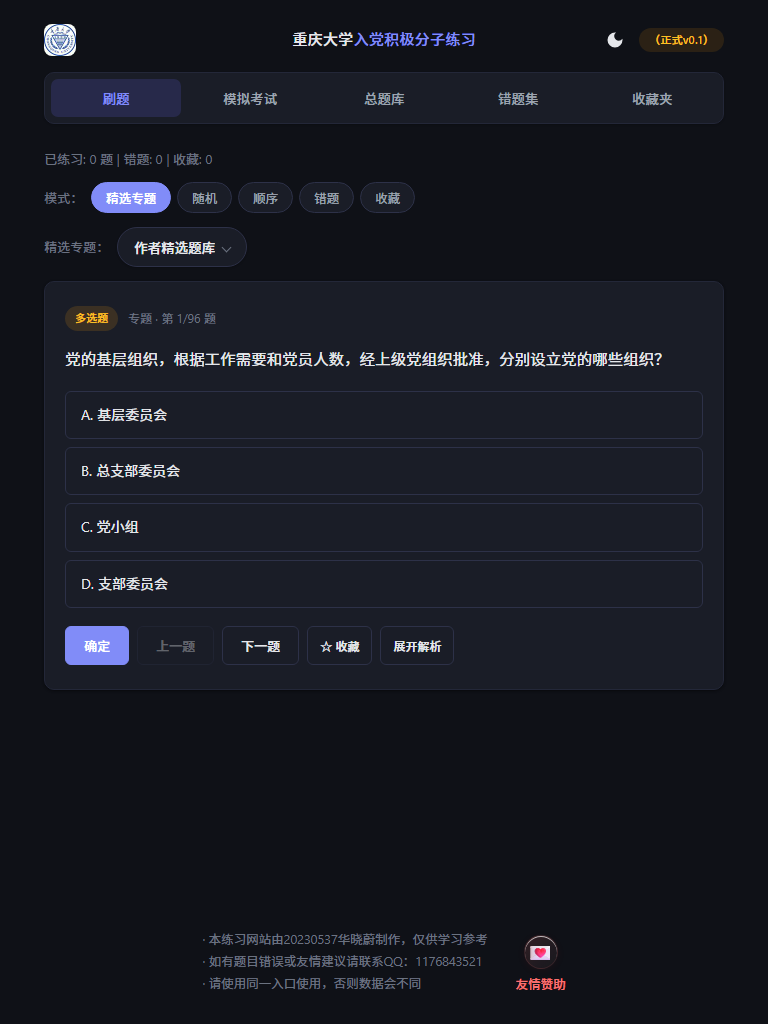 重庆大学入党积极分子练习
（正式v0.1）
刷题 模拟考试 总题库 错题集 收藏夹
已练习: 0 题 | 错题: 0 | 收藏: 0
模式： 精选专题 随机 顺序 错题 收藏
精选专题： 作者精选题库
多选题 专题 · 第 1/96 题
党的基层组织，根据工作需要和党员人数，经上级党组织批准，分别设立党的哪些组织？
A. 基层委员会
B. 总支部委员会
C. 党小组
D. 支部委员会
确定 上一题 下一题 ☆ 收藏 展开解析
· 本练习网站由20230537华晓蔚制作，仅供学习参考
· 如有题目错误或友情建议请联系QQ：1176843521
· 请使用同一入口使用，否则数据会不同
友情赞助